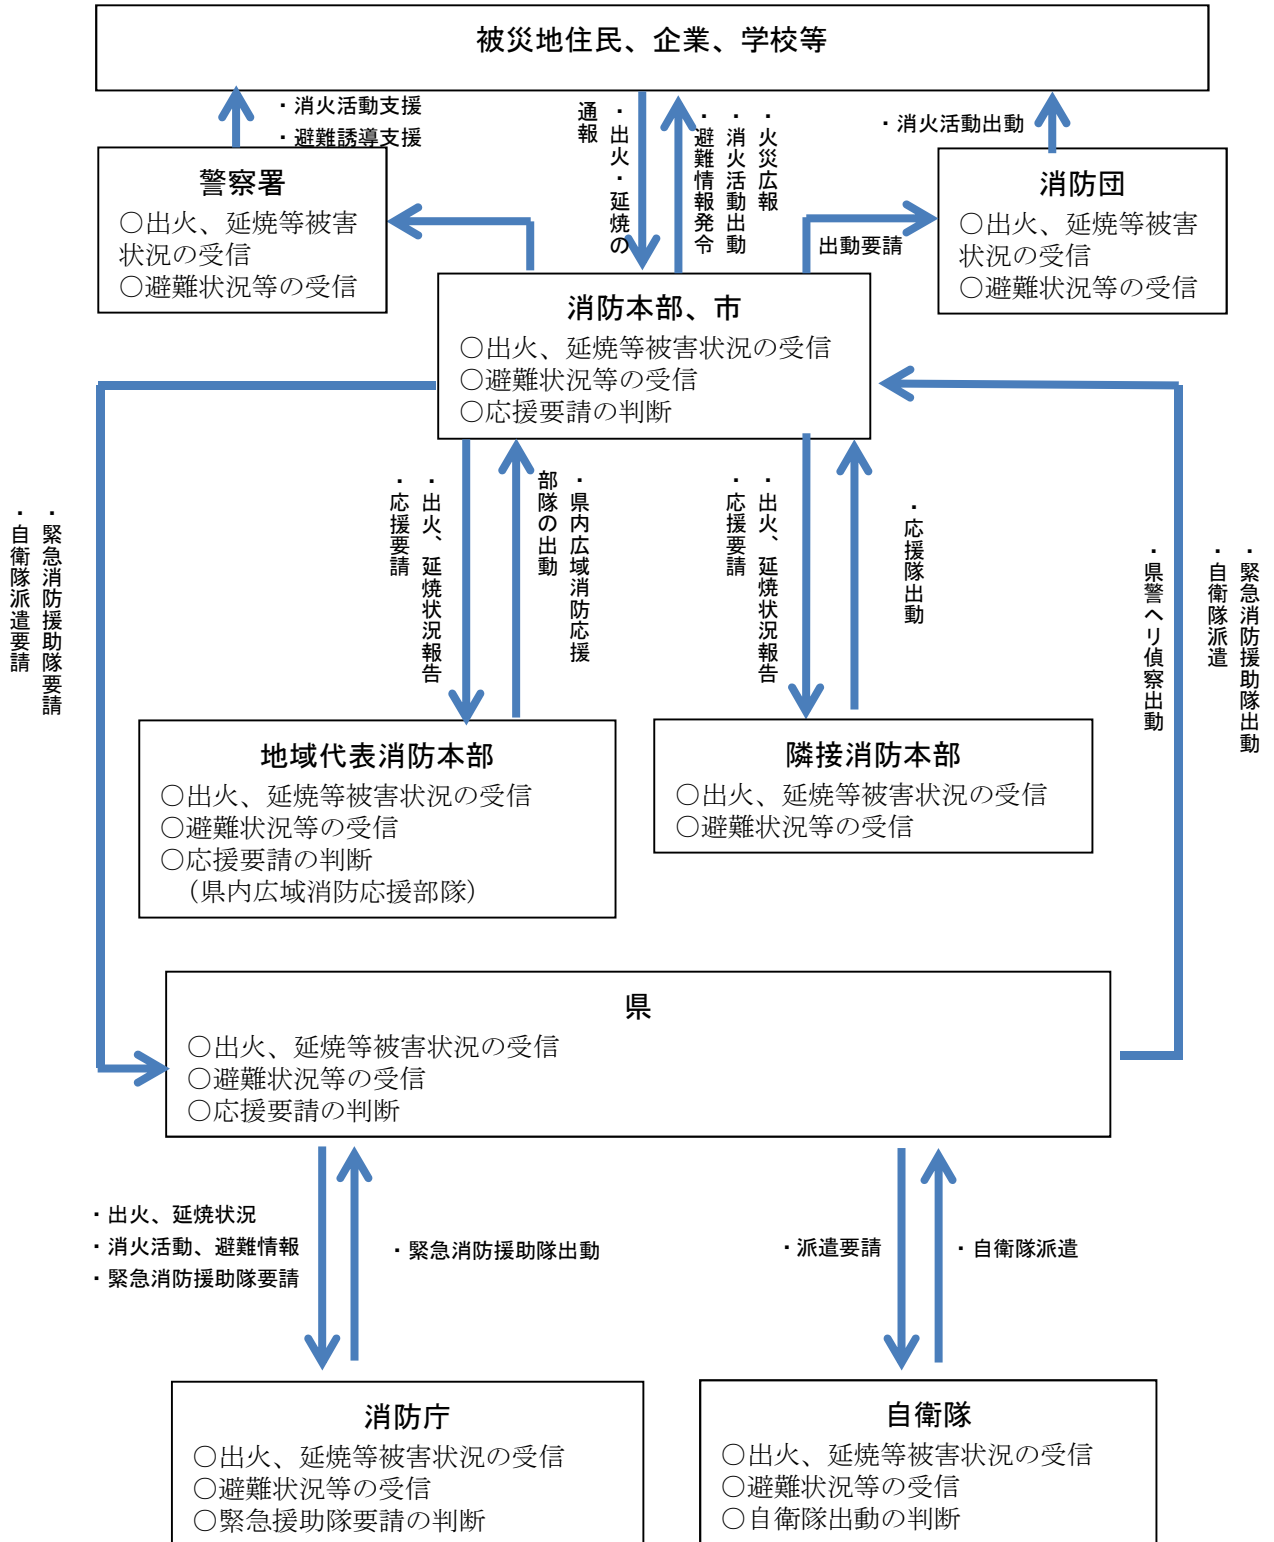 被災地住民、企業、学校等
・消火活動支援
・避難誘導支援
・出火・延焼の
通報
・火災広報
・消火活動出動
・避難情報発令
・消火活動出動
警察署
○出火、延焼等被害
状況の受信
○避難状況等の受信
出動要請
消防団
○出火、延焼等被害
状況の受信
○避難状況等の受信
消防本部、市
○出火、延焼等被害状況の受信
○避難状況等の受信
○応援要請の判断
・緊急消防援助隊要請
・自衛隊派遣要請
・出火、延焼状況報告
・応援要請
・県内広域消防応援
部隊の出動
・出火、延焼状況報告
・応援要請
・応援隊出動
・緊急消防援助隊出動
・自衛隊派遣
・県警ヘリ偵察出動
地域代表消防本部
○出火、延焼等被害状況の受信
○避難状況等の受信
○応援要請の判断
（県内広域消防応援部隊）
隣接消防本部
○出火、延焼等被害状況の受信
○避難状況等の受信
県
○出火、延焼等被害状況の受信
○避難状況等の受信
○応援要請の判断
・出火、延焼状況
・消火活動、避難情報
・緊急消防援助隊要請
・緊急消防援助隊出動
・派遣要請
・自衛隊派遣
消防庁
○出火、延焼等被害状況の受信
○避難状況等の受信
○緊急援助隊要請の判断
自衛隊
○出火、延焼等被害状況の受信
○避難状況等の受信
○自衛隊出動の判断